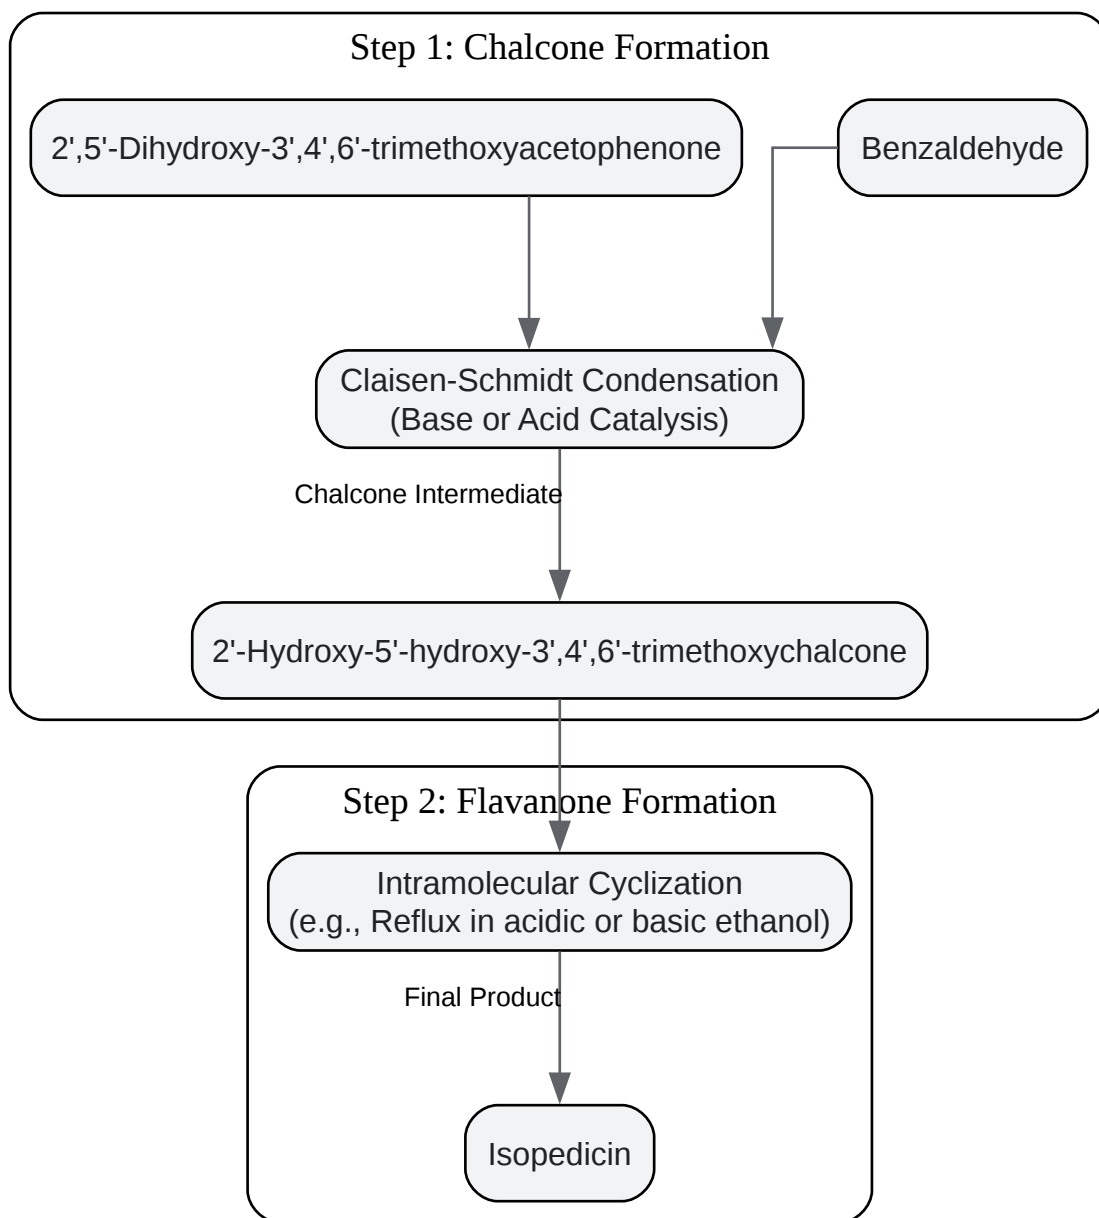 Step 1: Chalcone Formation
2',5'-Dihydroxy-3',4',6'-trimethoxyacetophenone
Benzaldehyde
Claisen-Schmidt Condensation
(Base or Acid Catalysis)
Chalcone Intermediate
2'-Hydroxy-5'-hydroxy-3',4',6'-trimethoxychalcone
Step 2: Flavanone Formation
Intramolecular Cyclization
(e.g., Reflux in acidic or basic ethanol)
Final Product
Isopedicin